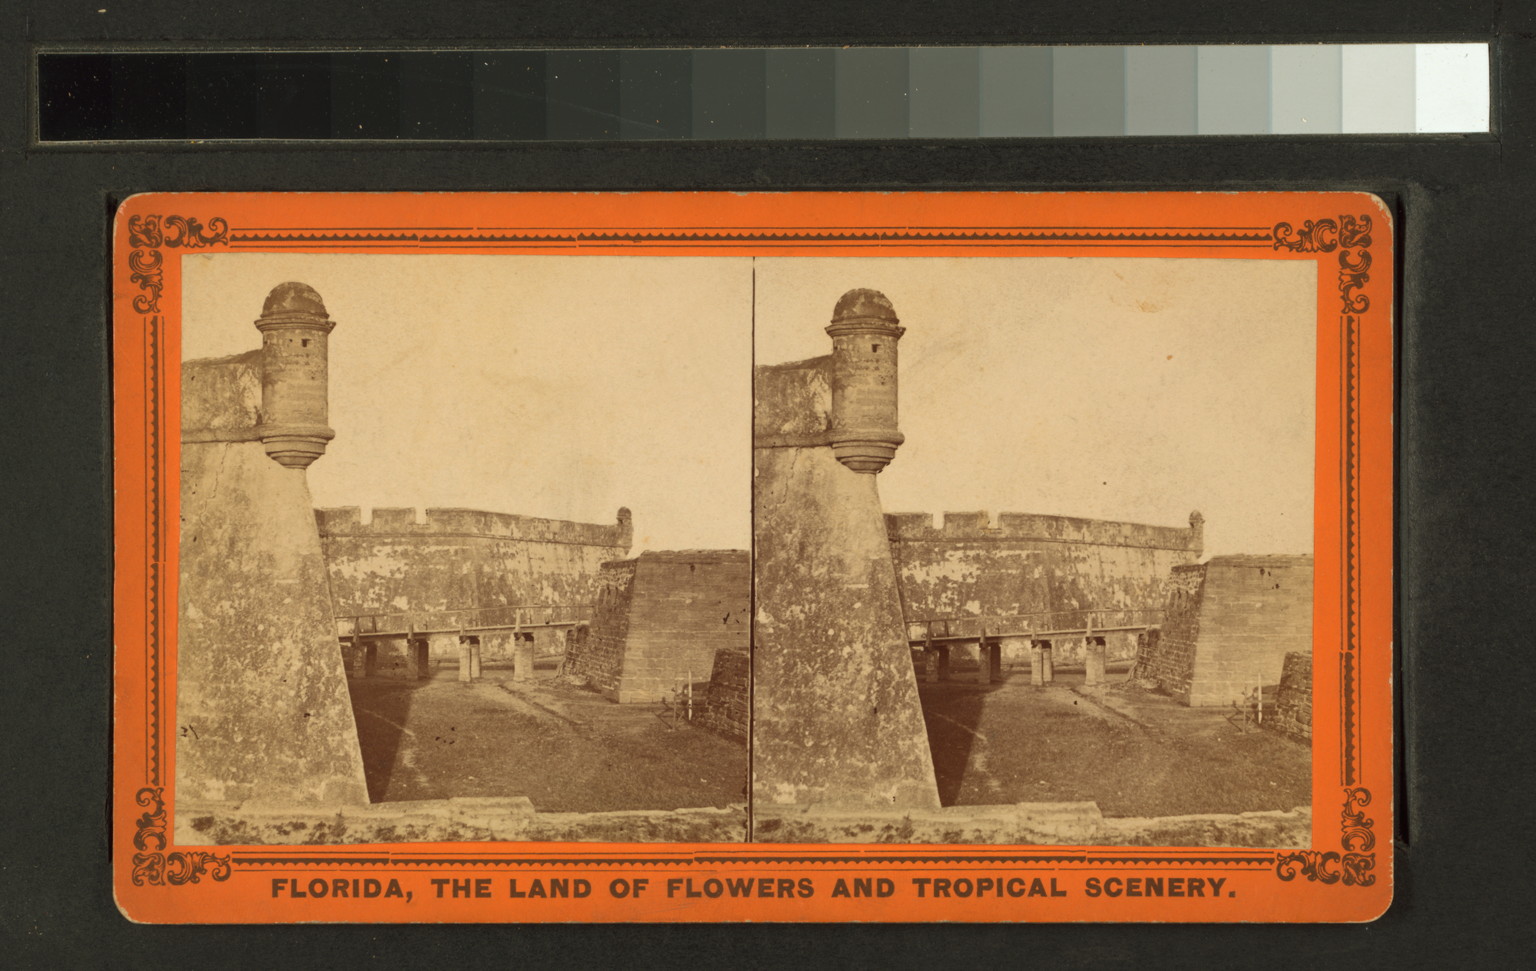 FLORIDA, THE LAND OF FLOWERS AND TROPICAL SCENERY.